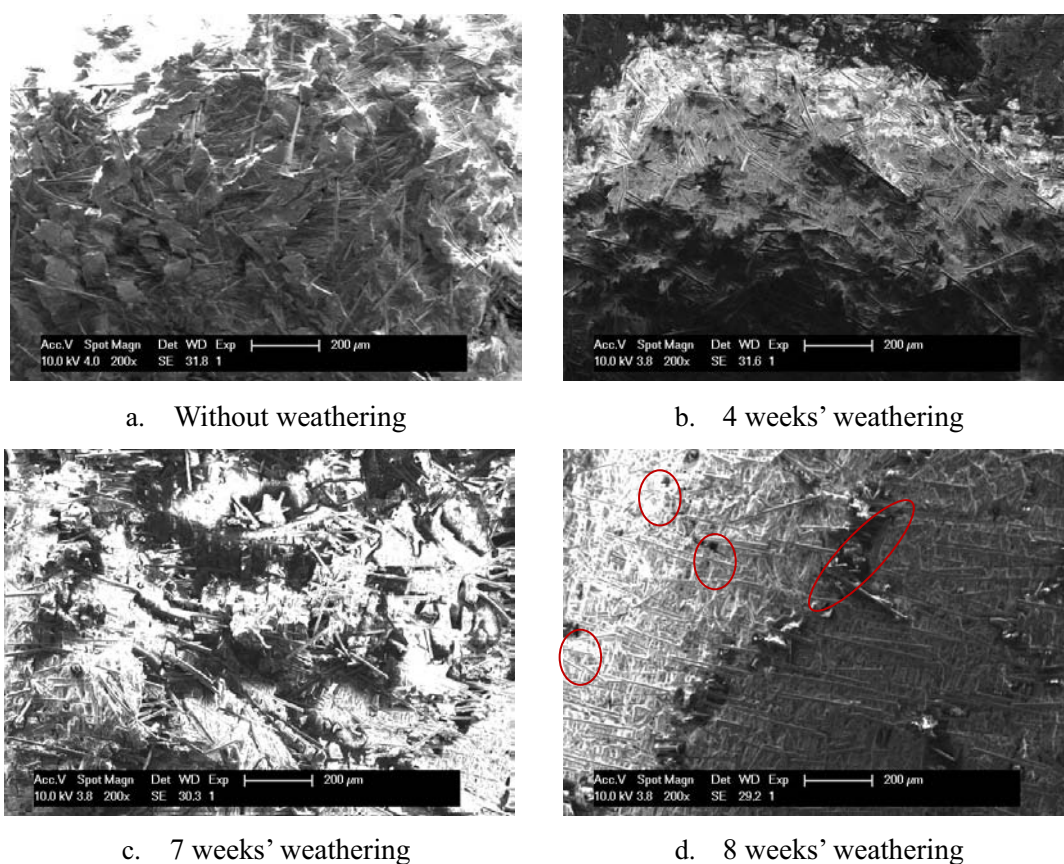 Acc.V Spot Magn Det WD Exp 200 µm
10.0 kV 4.0 200x SE 31.8 1
a. Without weathering
Acc.V Spot Magn Det WD Exp 200 µm
10.0 kV 3.8 200x SE 31.6 1
b. 4 weeks’ weathering
Acc.V Spot Magn Det WD Exp 200 µm
10.0 kV 3.8 200x SE 30.3 1
c. 7 weeks’ weathering
Acc.V Spot Magn Det WD Exp 200 µm
10.0 kV 3.8 200x SE 29.2 1
d. 8 weeks’ weathering